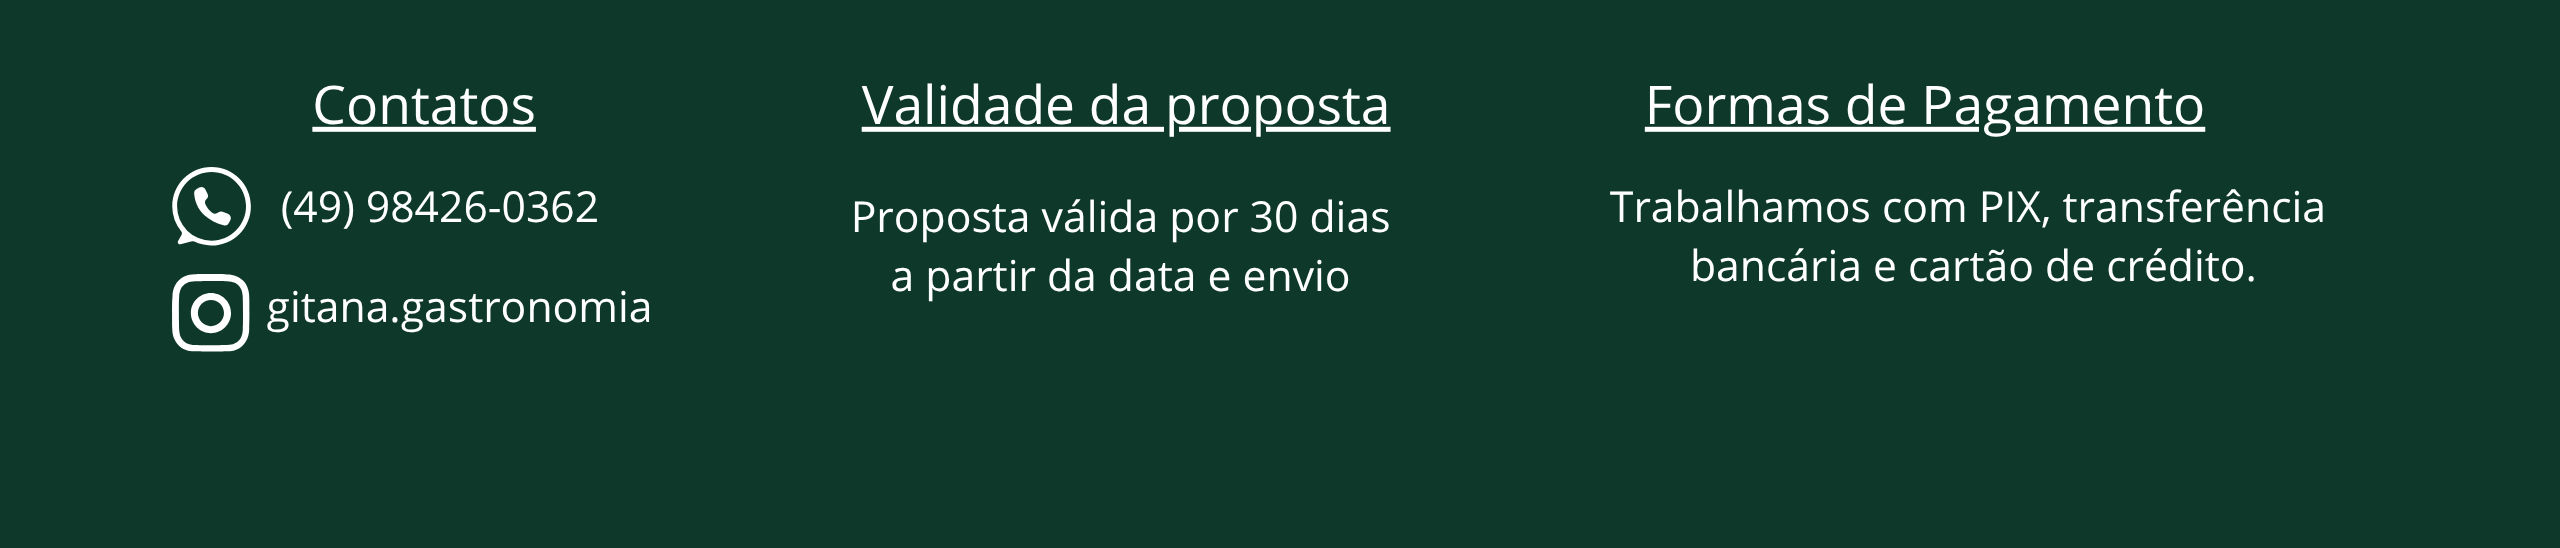 Contatos
(49) 98426-0362
gitana.gastronomia
Validade da proposta
Proposta válida por 30 dias
a partir da data e envio
Formas de Pagamento
Trabalhamos com PIX, transferência
bancária e cartão de crédito.